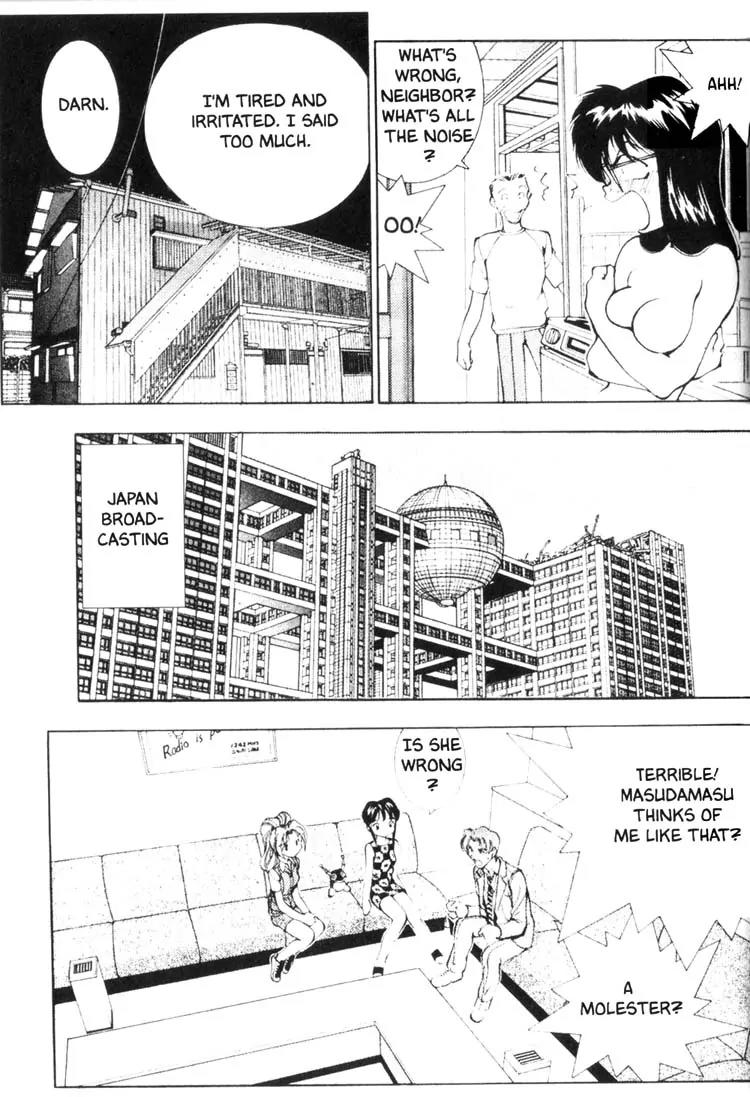 AHH!
WHAT'S
WRONG,
NEIGHBOR?
WHAT'S ALL
THE NOISE
?
OO!
I'M TIRED AND
IRRITATED. I SAID
TOO MUCH.
DARN.
JAPAN
BROAD-
CASTING
TERRIBLE!
MASUDAMASU
THINKS OF
ME LIKE THAT?
IS SHE
WRONG
?
Radio is
1242
A
MOLESTER?